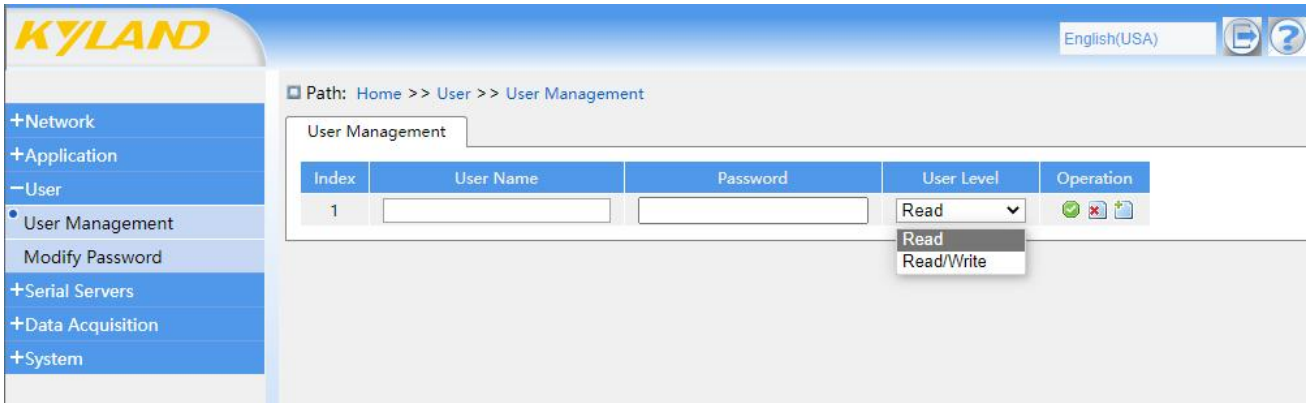 KYLAND
English(USA)
Path: Home >> User >> User Management
+Network
+Application
−User
User Management
Modify Password
+Serial Servers
+Data Acquisition
+System
User Management
Index User Name Password User Level Operation
1 Read
Read
Read/Write